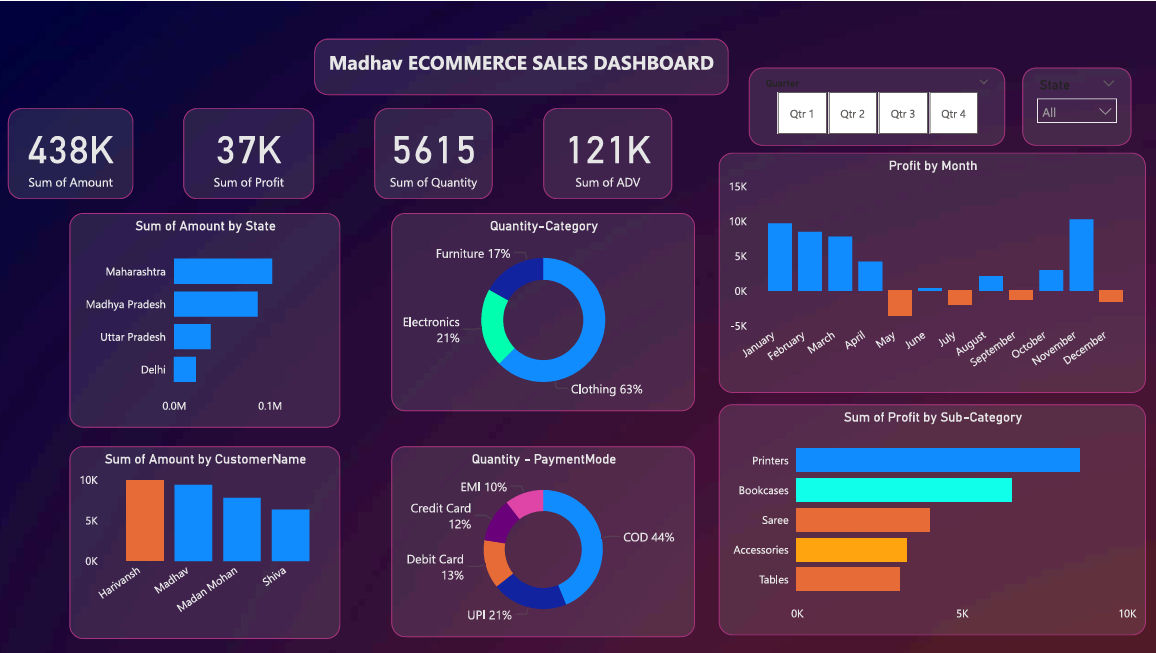 Madhav ECOMMERCE SALES DASHBOARD
Quarter
Qtr 1
Qtr 2
Qtr 3
Qtr 4
State
All
438K
Sum of Amount
37K
Sum of Profit
5615
Sum of Quantity
121K
Sum of ADV
Sum of Amount by State
Maharashtra
Madhya Pradesh
Uttar Pradesh
Delhi
0.0M
0.1M
Quantity-Category
Furniture 17%
Electronics
21%
Clothing 63%
Profit by Month
15K
10K
5K
0K
-5K
January
February
March
April
May
June
July
August
September
October
November
December
Sum of Amount by CustomerName
10K
5K
0K
Harivansh
Madhav
Madan Mohan
Shiva
Quantity - PaymentMode
EMI 10%
Credit Card
12%
Debit Card
13%
UPI 21%
COD 44%
Sum of Profit by Sub-Category
Printers
Bookcases
Saree
Accessories
Tables
0K
5K
10K